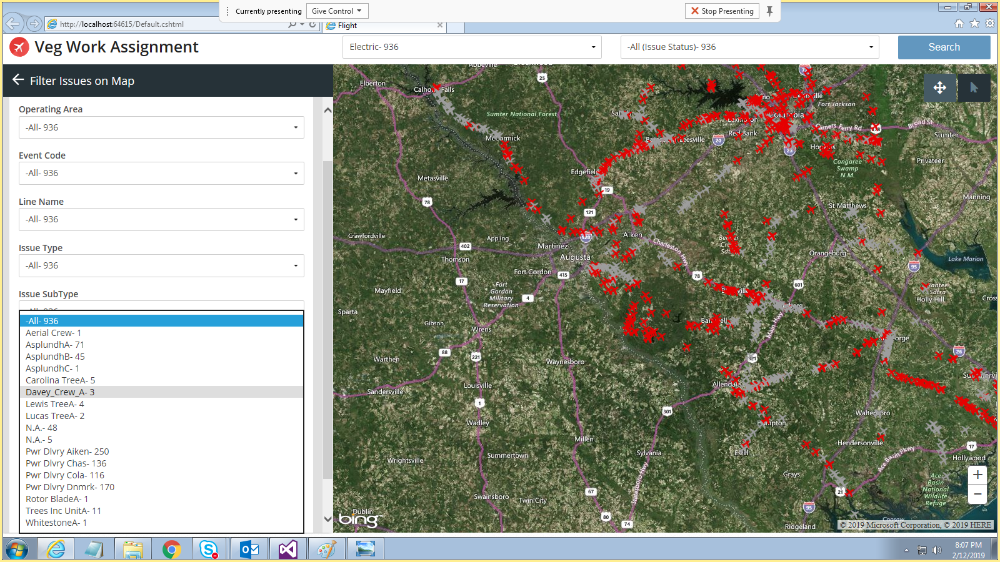 Currently presenting
Give Control
Stop Presenting
http://localhost:64615/Default.cshtml
Flight
Veg Work Assignment
Electric- 936
-All (Issue Status)- 936
Search
Filter Issues on Map
Operating Area
-All- 936
Event Code
-All- 936
Line Name
-All- 936
Issue Type
-All- 936
Issue SubType
-All- 936
-All- 936
Aerial Crew- 1
AsplundhA- 71
AsplundhB- 45
AsplundhC- 1
Carolina TreeA- 5
Davey_Crew_A- 3
Lewis TreeA- 4
Lucas TreeA- 2
N.A.- 48
N.A.- 5
Pwr Dlvry Aiken- 250
Pwr Dlvry Chas- 136
Pwr Dlvry Cola- 116
Pwr Dlvry Dnmrk- 170
Rotor BladeA- 1
Trees Inc UnitA- 11
WhitestoneA- 1
Abbeville
Elberton
25
Calhoun Falls
Sumter National Forest
McCormick
Fort Jackson
Columbia
Lexington
Red Bank
20
Garners Ferry Rd
Broad St
Sumter
Congaree
Swamp
N.M.
Privateer
Edgefield
Metasville
19
78
121
St Matthews
Manning
Crawfordville
Appling
520
Aiken
402
Martinez
Thomson
Augusta
Charleston Hwy
Orangeburg
Lake Marion
95
Fort Gordon
415
78
17
601
Mayfield
Fort
Gordon
Military
Reservation
4
Holly Hill
Sparta
Gibson
Wrens
Main Hwy
88
221
Warthen
Waynesboro
321
26
Louisville
Allendale
Sandersville
1
301
Walterboro
Wadley
Hampton
Millen
Hendersonville
17
Summertown
Sylvania
Estill
Ace Basin Pkwy
Hollywood
Wrightsville
Grays
Statesboro Hwy
Ace
Basin
National
Wildlife
Refuge
67
21
Swainsboro
Twin City
95
Dublin
80
74
Ridgeland
bing
© 2019 Microsoft Corporation, © 2019 HERE
8:07 PM
2/12/2019